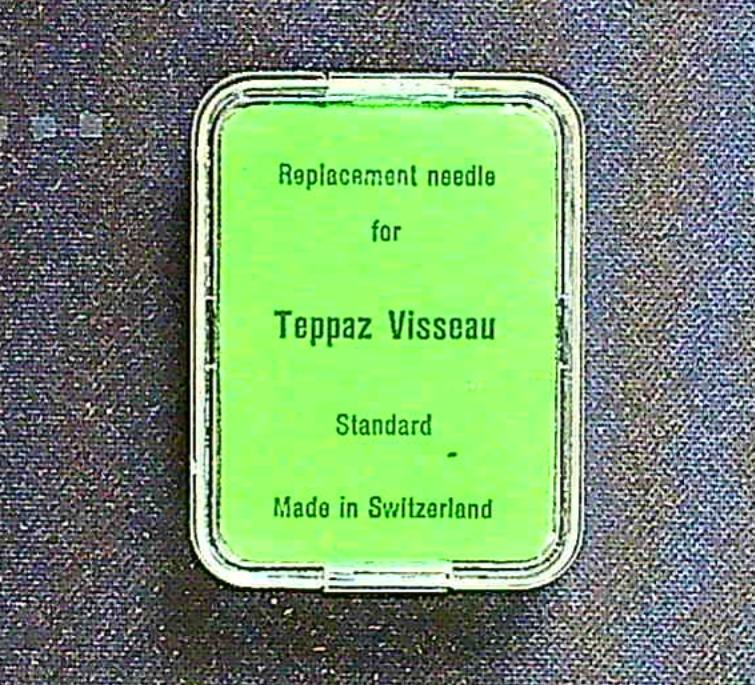 Replacement needle
for
Teppaz Visseau
Standard
Made in Switzerland